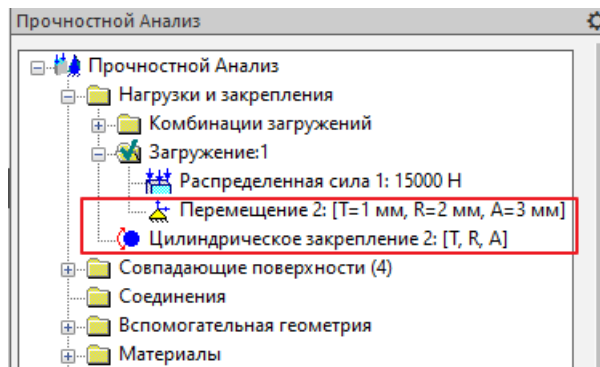 Прочностной Анализ
Прочностной Анализ
Нагрузки и закрепления
Комбинации загружений
Загружение:1
Распределенная сила 1: 15000 Н
Перемещение 2: [T=1 мм, R=2 мм, A=3 мм]
Цилиндрическое закрепление 2: [T, R, A]
Совпадающие поверхности (4)
Соединения
Вспомогательная геометрия
Материалы